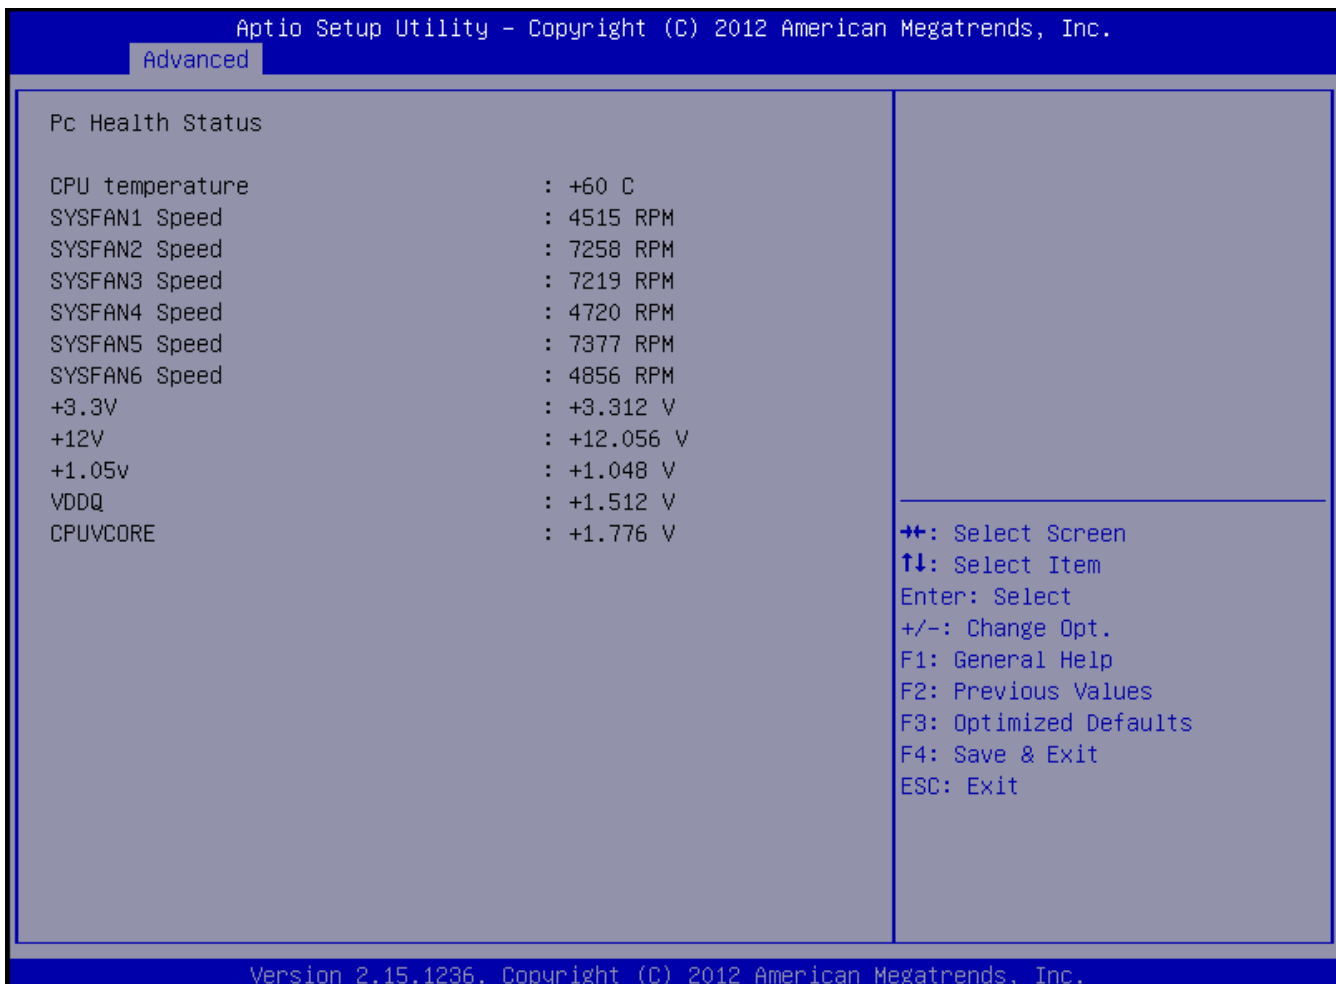 Aptio Setup Utility – Copyright (C) 2012 American Megatrends, Inc.
Advanced
Pc Health Status
CPU temperature : +60 C
SYSFAN1 Speed : 4515 RPM
SYSFAN2 Speed : 7258 RPM
SYSFAN3 Speed : 7219 RPM
SYSFAN4 Speed : 4720 RPM
SYSFAN5 Speed : 7377 RPM
SYSFAN6 Speed : 4856 RPM
+3.3V : +3.312 V
+12V : +12.056 V
+1.05v : +1.048 V
VDDQ : +1.512 V
CPUVCORE : +1.776 V
→←: Select Screen
↑↓: Select Item
Enter: Select
+/-: Change Opt.
F1: General Help
F2: Previous Values
F3: Optimized Defaults
F4: Save & Exit
ESC: Exit
Version 2.15.1236. Copyright (C) 2012 American Megatrends, Inc.